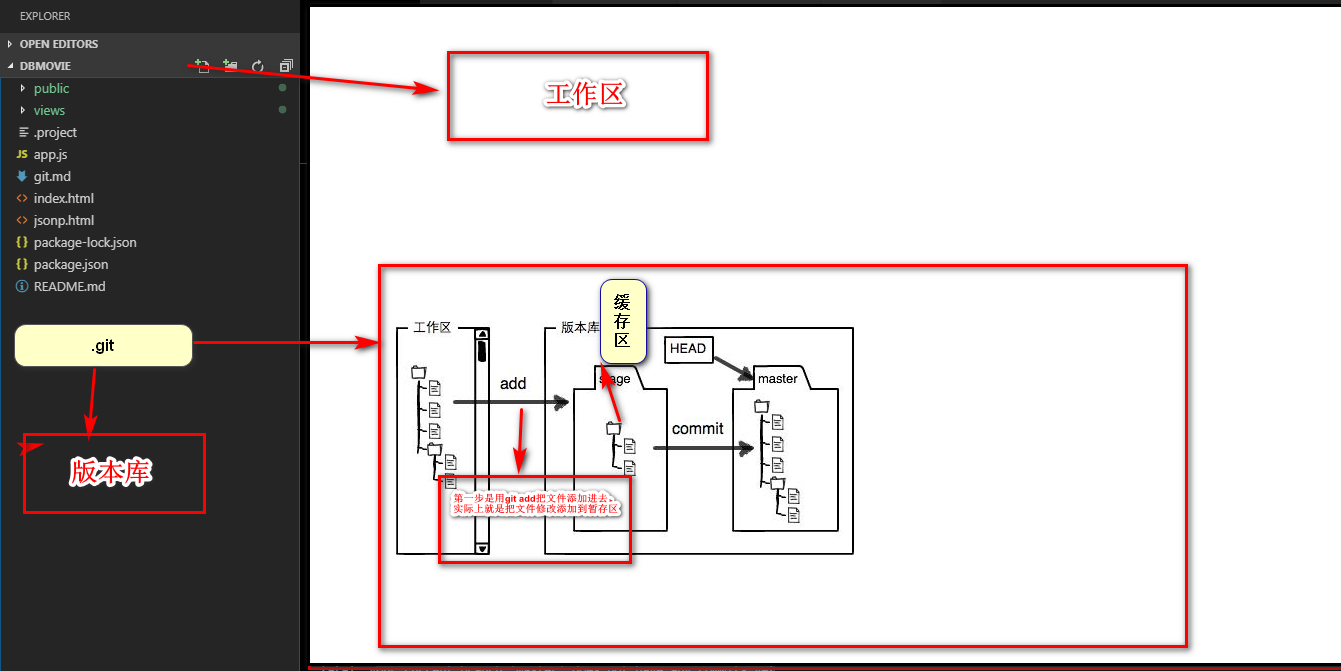 EXPLORER
OPEN EDITORS
DBMOVIE
public
views
.project
JS app.js
git.md
<> index.html
<> jsonp.html
{} package-lock.json
{} package.json
README.md
.git
版本库
工作区
工作区
版本库
缓
存
区
HEAD
add
stage
master
commit
第一步是用git add把文件添加进去，
实际上就是把文件修改添加到暂存区